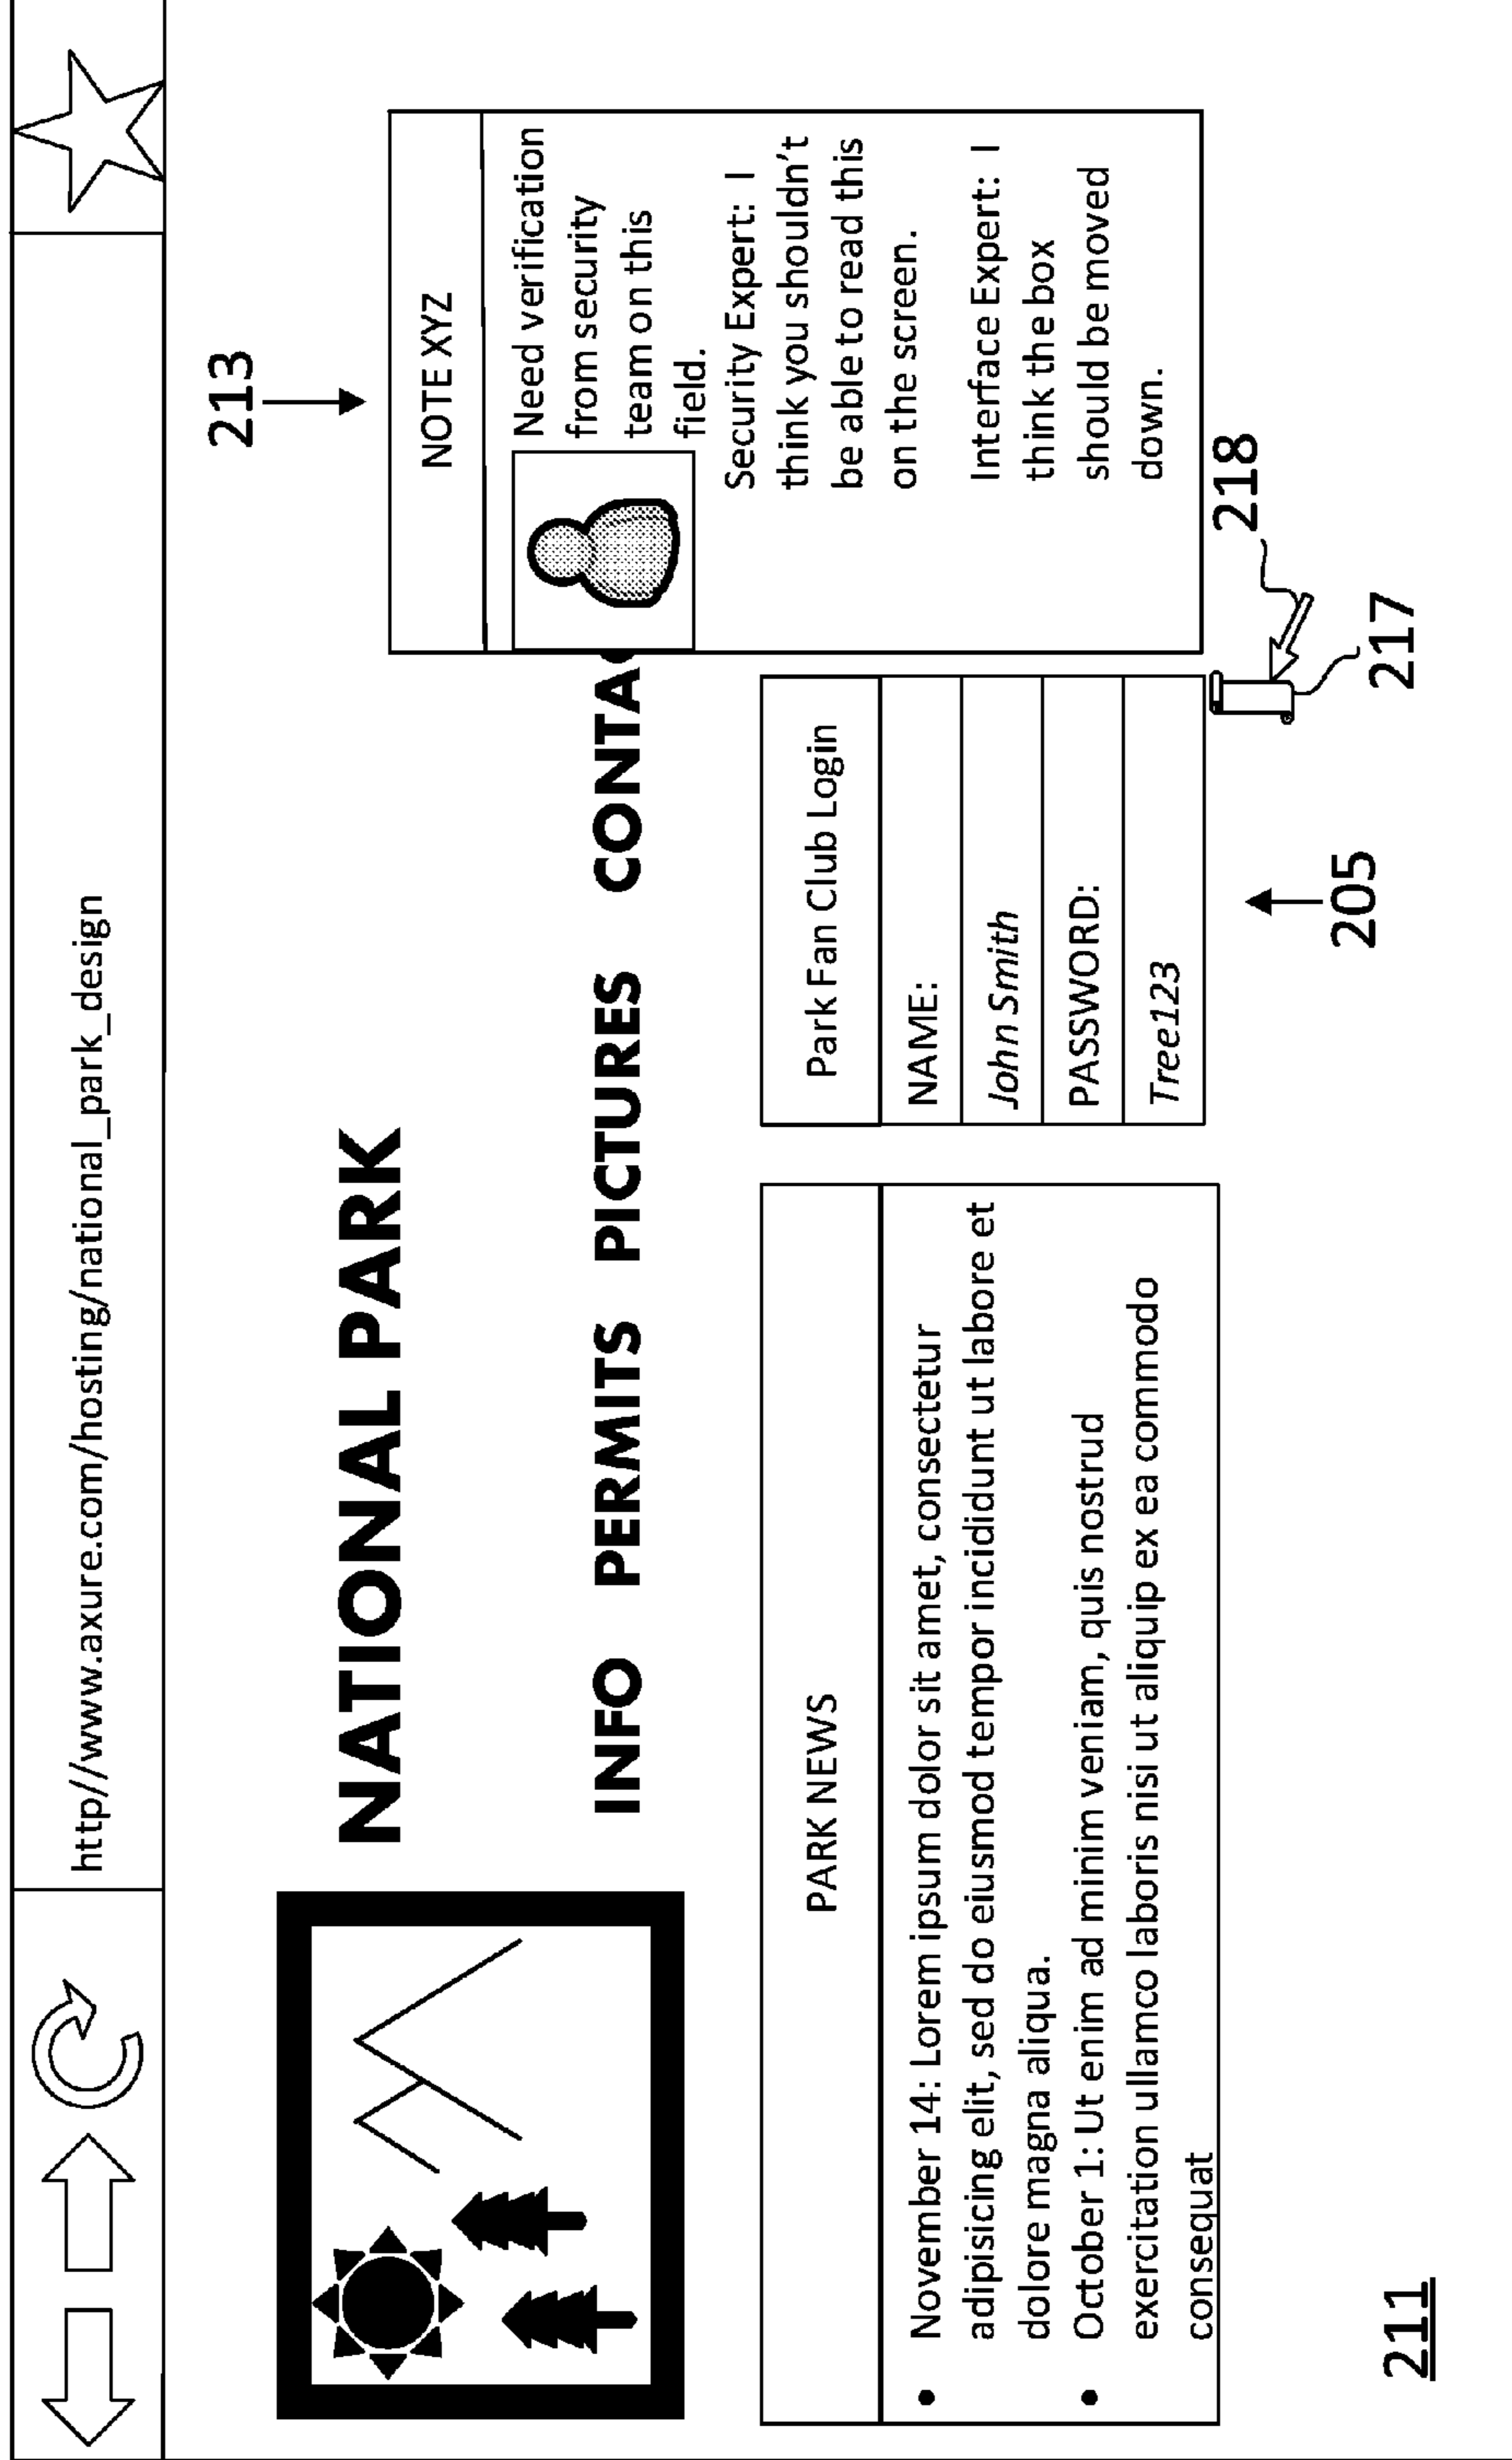 http//www.axure.com/hosting/national_park_design
213
NATIONAL PARK
INFO PERMITS PICTURES CONTA
NOTE XYZ
Need verification
from security
team on this
field.
Security Expert: I
think you shouldn't
be able to read this
on the screen.
Interface Expert: I
think the box
should be moved
down.
PARK NEWS
• November 14: Lorem ipsum dolor sit amet, consectetur
adipisicing elit, sed do eiusmod tempor incididunt ut labore et
dolore magna aliqua.
• October 1: Ut enim ad minim veniam, quis nostrud
exercitation ullamco laboris nisi ut aliquip ex ea commodo
consequat
Park Fan Club Login
NAME:
John Smith
PASSWORD:
Tree123
218
217
205
211